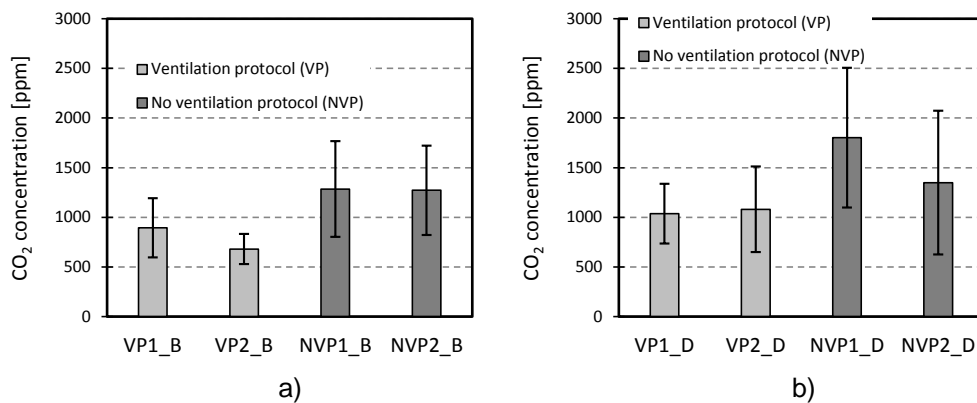 3000
2500
2000
1500
1000
500
0
CO₂ concentration [ppm]
Ventilation protocol (VP)
No ventilation protocol (NVP)
VP1_B VP2_B NVP1_B NVP2_B
a)
3000
2500
2000
1500
1000
500
0
CO₂ concentration [ppm]
Ventilation protocol (VP)
No ventilation protocol (NVP)
VP1_D VP2_D NVP1_D NVP2_D
b)